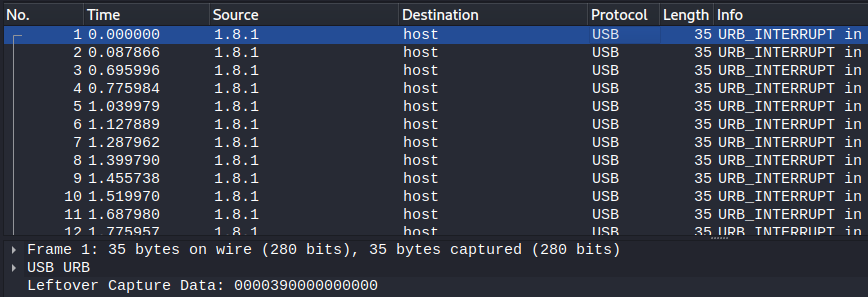 No. Time Source Destination Protocol Length Info
1 0.000000 1.8.1 host USB 35 URB_INTERRUPT in
2 0.087866 1.8.1 host USB 35 URB_INTERRUPT in
3 0.695996 1.8.1 host USB 35 URB_INTERRUPT in
4 0.775984 1.8.1 host USB 35 URB_INTERRUPT in
5 1.039979 1.8.1 host USB 35 URB_INTERRUPT in
6 1.127889 1.8.1 host USB 35 URB_INTERRUPT in
7 1.287962 1.8.1 host USB 35 URB_INTERRUPT in
8 1.399790 1.8.1 host USB 35 URB_INTERRUPT in
9 1.455738 1.8.1 host USB 35 URB_INTERRUPT in
10 1.519970 1.8.1 host USB 35 URB_INTERRUPT in
11 1.687980 1.8.1 host USB 35 URB_INTERRUPT in
12 1.775957 1.8.1 host USB 35 URB_INTERRUPT in
Frame 1: 35 bytes on wire (280 bits), 35 bytes captured (280 bits)
USB URB
Leftover Capture Data: 0000390000000000